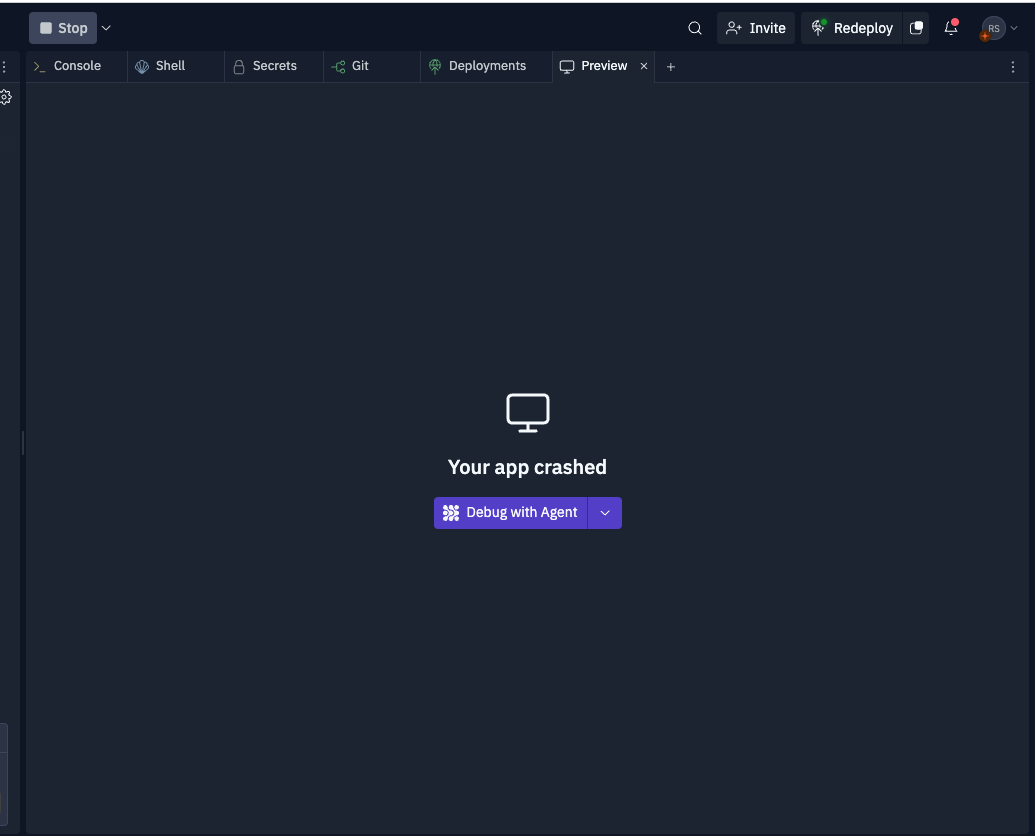 Stop
Invite
Redeploy
RS
Console
Shell
Secrets
Git
Deployments
Preview
Your app crashed
Debug with Agent